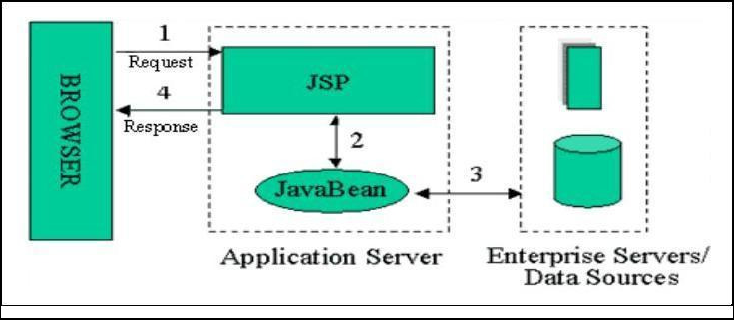 BROWSER
1
Request
4
Response
JSP
2
JavaBean
3
Application Server
Enterprise Servers/
Data Sources